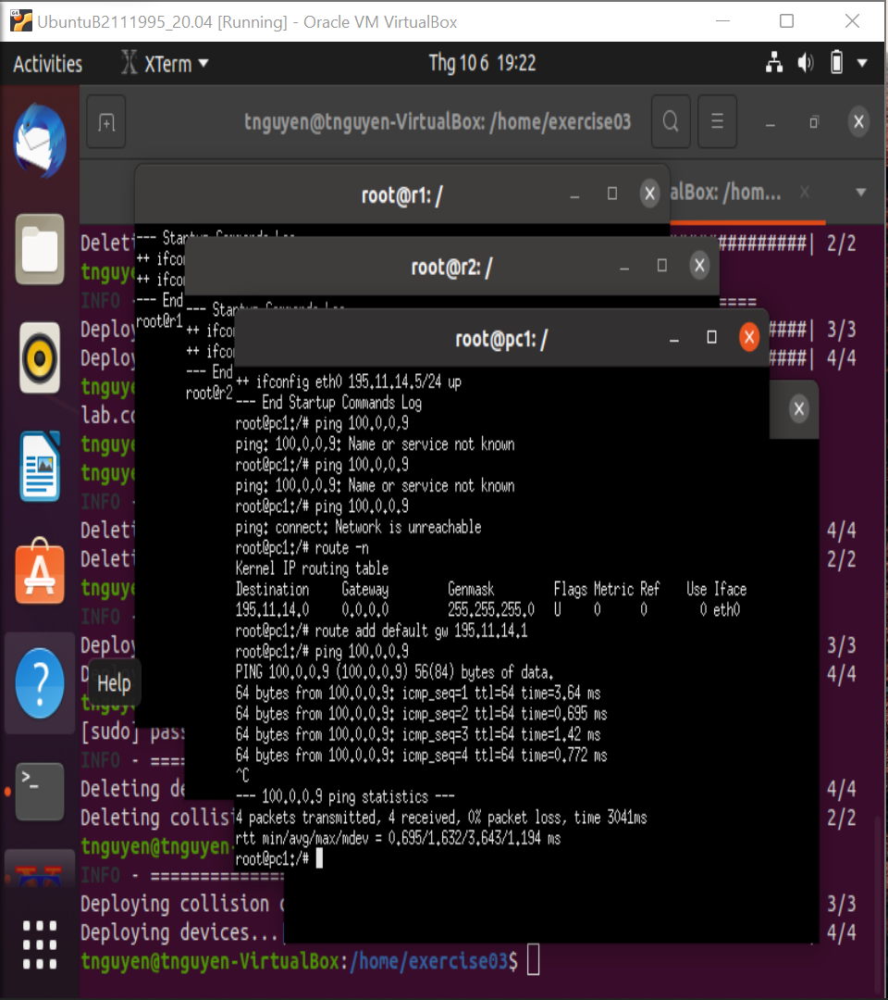 UbuntuB2111995_20.04 [Running] - Oracle VM VirtualBox
Activities
XTerm
Thg 10 6 19:22
tnguyen@tnguyen-VirtualBox: /home/exercise03
root@r1: /
alBox: /hom...
--- Startup Commands Log
++ ifco
++ ifco
--- End
root@r1
root@r2: /
--- Startup Commands Log
++ ifco
++ ifco
--- End
root@r2
root@pc1: /
++ ifconfig eth0 195.11.14.5/24 up
--- End Startup Commands Log
root@pc1:/# ping 100.0,0,9
ping: 100.0,0,9: Name or service not known
root@pc1:/# ping 100.0,0.9
ping: 100.0,0.9: Name or service not known
root@pc1:/# ping 100.0.0.9
ping: connect: Network is unreachable
root@pc1:/# route -n
Kernel IP routing table
Destination Gateway Genmask Flags Metric Ref Use Iface
195.11.14.0 0.0.0.0 255.255.255.0 U 0 0 0 eth0
root@pc1:/# route add default gw 195.11.14.1
root@pc1:/# ping 100.0.0.9
PING 100.0.0.9 (100.0.0.9) 56(84) bytes of data.
64 bytes from 100.0.0.9: icmp_seq=1 ttl=64 time=3.64 ms
64 bytes from 100.0.0.9: icmp_seq=2 ttl=64 time=0.695 ms
64 bytes from 100.0.0.9: icmp_seq=3 ttl=64 time=1.42 ms
64 bytes from 100.0.0.9: icmp_seq=4 ttl=64 time=0.772 ms
^C
--- 100.0.0.9 ping statistics ---
4 packets transmitted, 4 received, 0% packet loss, time 3041ms
rtt min/avg/max/mdev = 0.695/1.632/3.643/1.194 ms
root@pc1:/#
Deleti ##############| 2/2
tnguye
INFO - ====
Deploy ####| 3/3
Deploy ####| 4/4
tnguye
lab.co
tnguye
tnguye
INFO -
Deleti 4/4
Deleti 2/2
tnguye
INFO -
Deploy 3/3
4/4
Help
[sudo] pass
INFO - ===
Deleting de 4/4
Deleting collisi 2/2
tnguyen@tnguyen-
INFO - ==============
Deploying collision 3/3
Deploying devices... 4/4
tnguyen@tnguyen-VirtualBox:/home/exercise03$